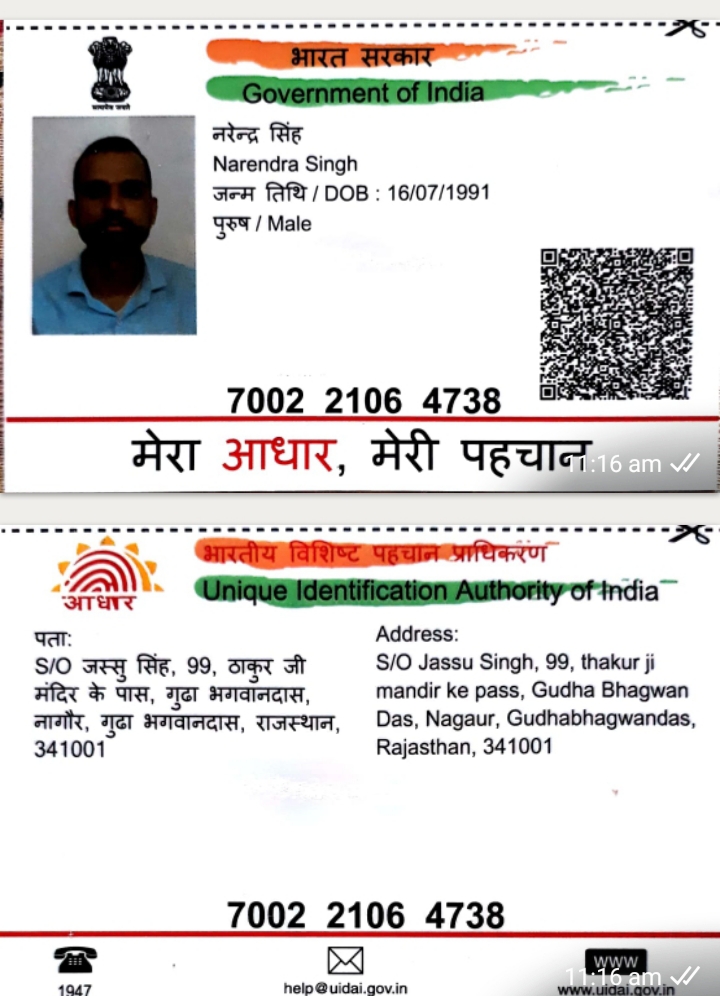 सत्यमेव जयते
भारत सरकार
Government of India
नरेन्द्र सिंह
Narendra Singh
जन्म तिथि / DOB : 16/07/1991
पुरुष / Male
7002 2106 4738
मेरा आधार, मेरी पहचान
11:16 am
भारतीय विशिष्ट पहचान प्राधिकरण
Unique Identification Authority of India
आधार
पता:
S/O जस्सु सिंह, 99, ठाकुर जी
मंदिर के पास, गुढा भगवानदास,
नागौर, गुढा भगवानदास, राजस्थान,
341001
Address:
S/O Jassu Singh, 99, thakur ji
mandir ke pass, Gudha Bhagwan
Das, Nagaur, Gudhabhagwandas,
Rajasthan, 341001
7002 2106 4738
1947
help@uidai.gov.in
WWW
www.uidai.gov.in
11:16 am